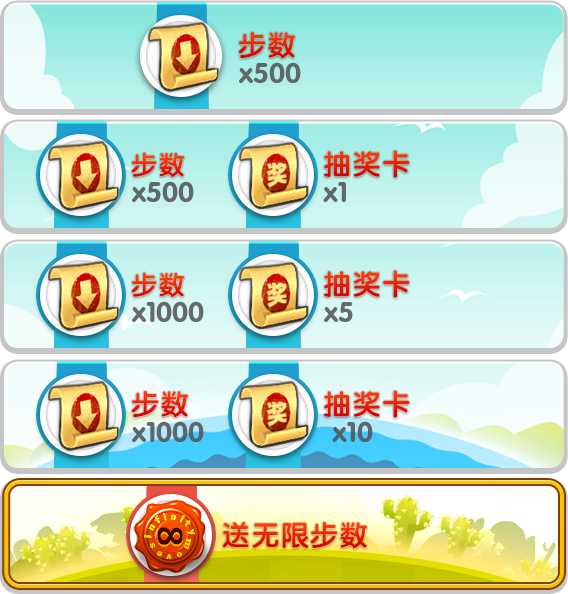 步数
x500
步数
x500
奖
抽奖卡
x1
步数
x1000
奖
抽奖卡
x5
步数
x1000
奖
抽奖卡
x10
infinity
∞
moves
送无限步数